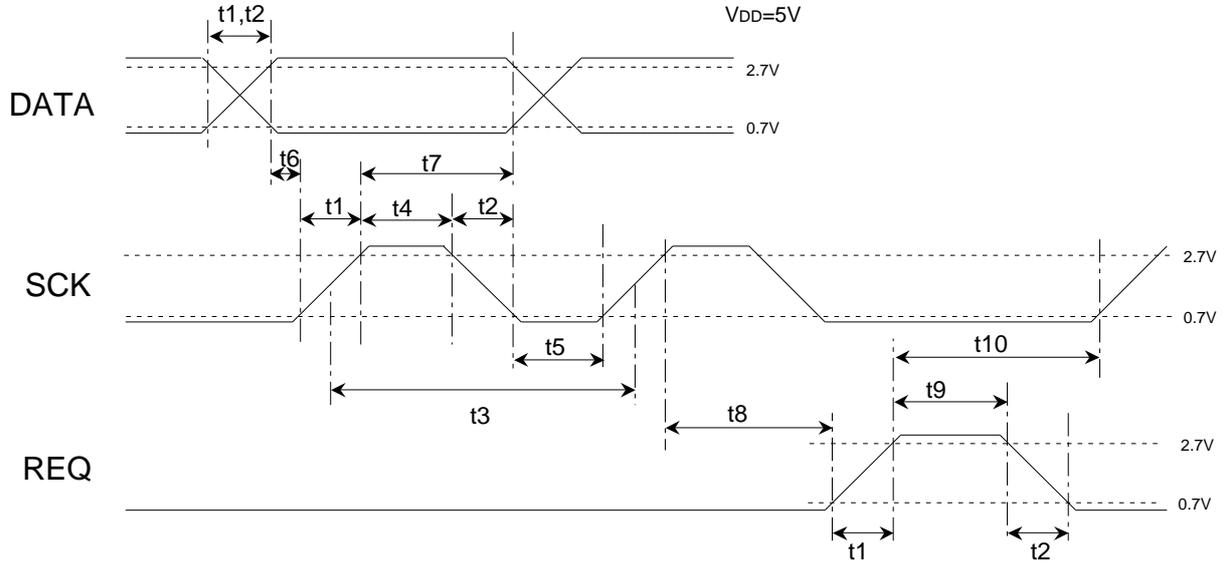 t1,t2
VDD=5V
2.7V
DATA
0.7V
t6
t7
t1
t4
t2
2.7V
SCK
0.7V
t5
t10
t3
t9
t8
2.7V
REQ
0.7V
t1
t2